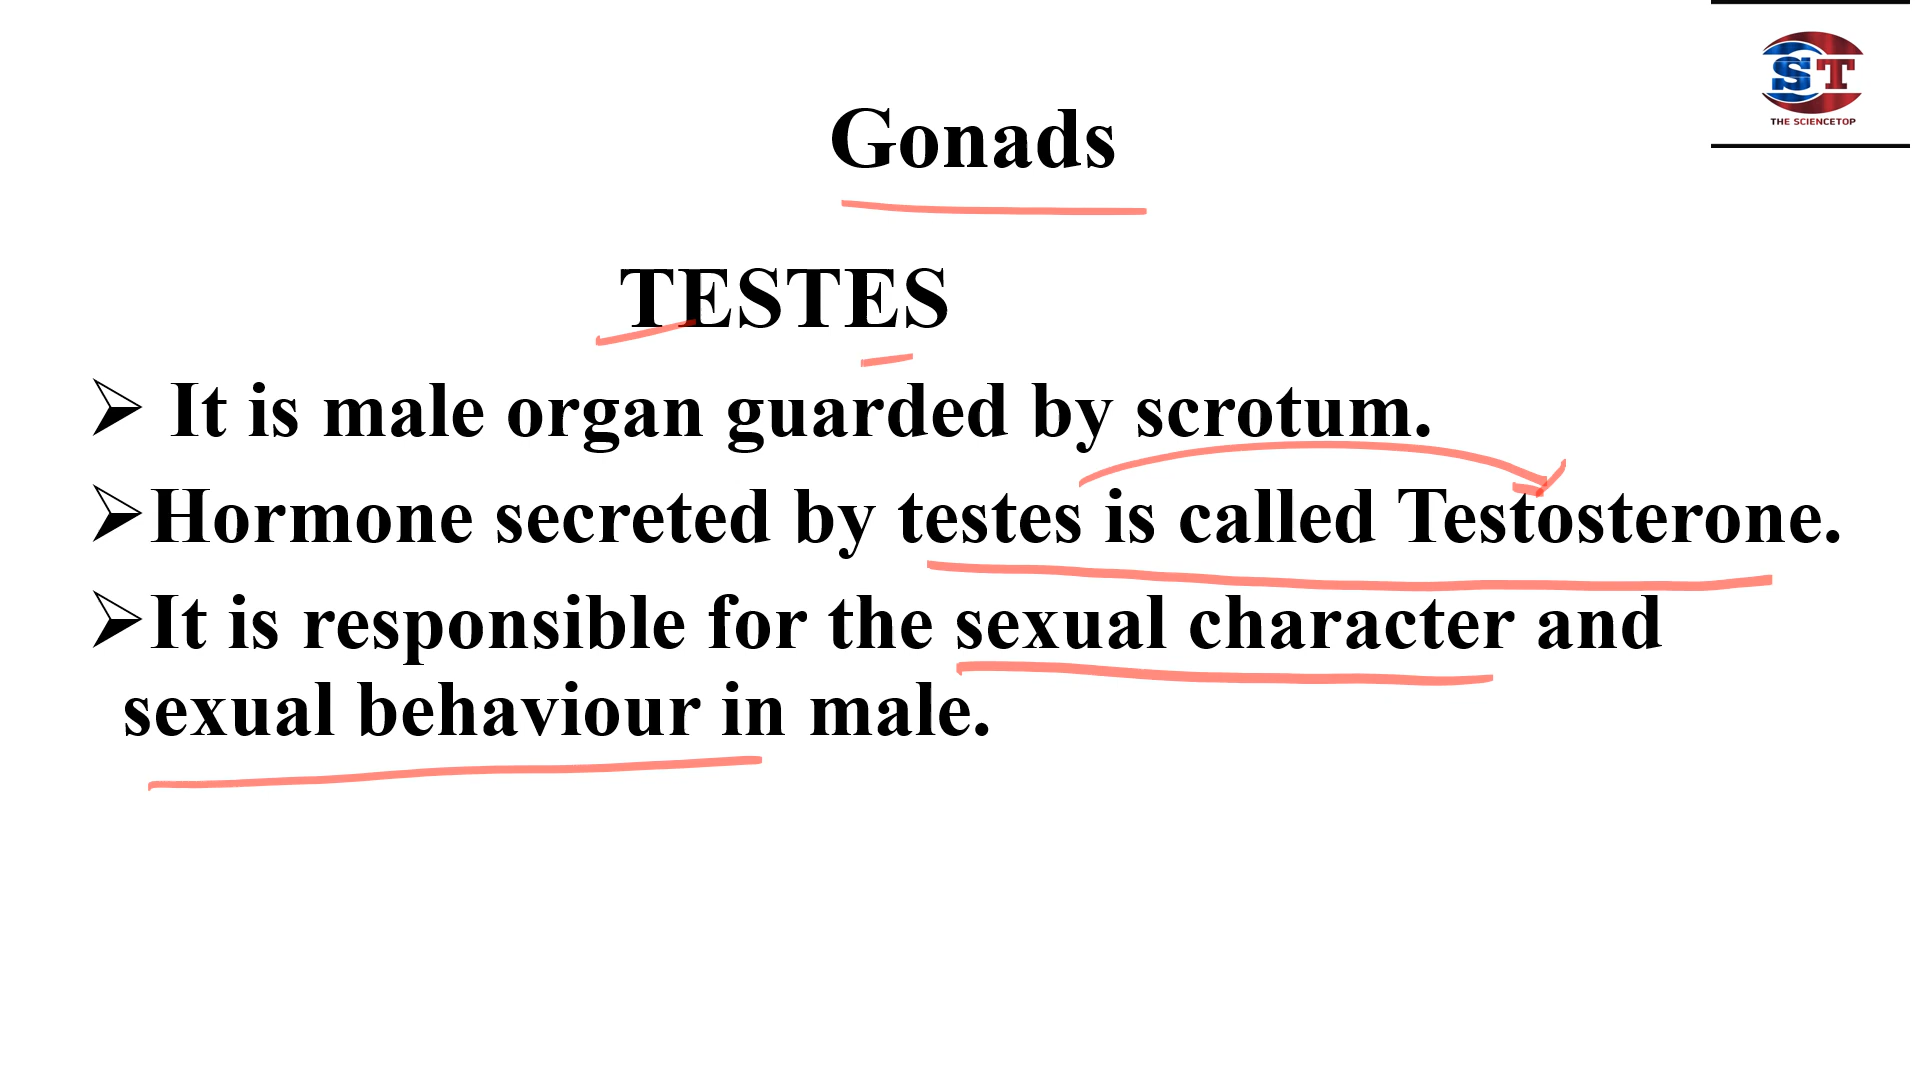 ST
THE SCIENCETOP
Gonads
TESTES
➢ It is male organ guarded by scrotum.
➢Hormone secreted by testes is called Testosterone.
➢It is responsible for the sexual character and
sexual behaviour in male.